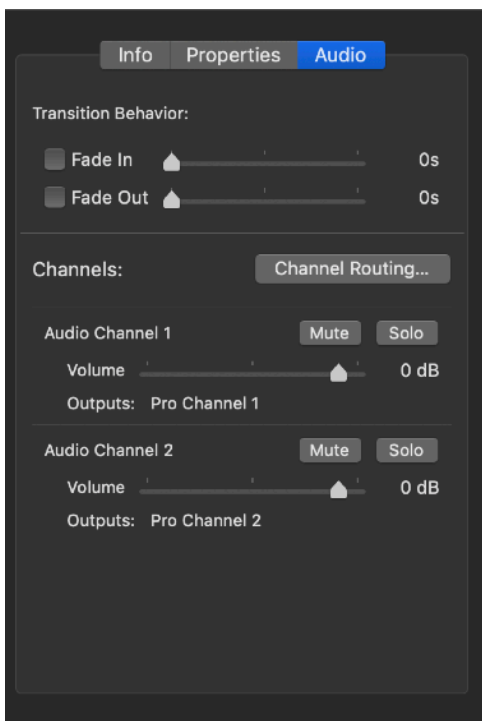 Info Properties Audio
Transition Behavior:
Fade In 0s
Fade Out 0s
Channels: Channel Routing...
Audio Channel 1 Mute Solo
Volume 0 dB
Outputs: Pro Channel 1
Audio Channel 2 Mute Solo
Volume 0 dB
Outputs: Pro Channel 2